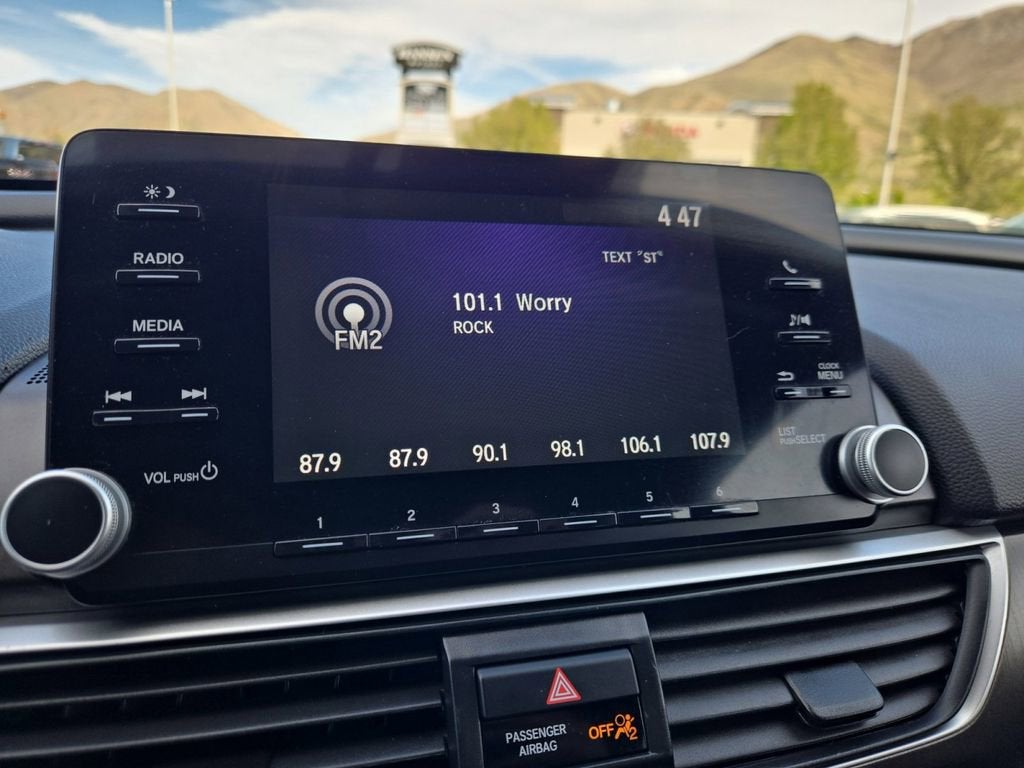 4 47
TEXT "ST"
101.1 Worry
ROCK
FM2
87.9 87.9 90.1 98.1 106.1 107.9
RADIO
MEDIA
VOL PUSH
1 2 3 4 5 6
CLOCK
MENU
LIST
PUSH SELECT
PASSENGER
AIRBAG
OFF
2